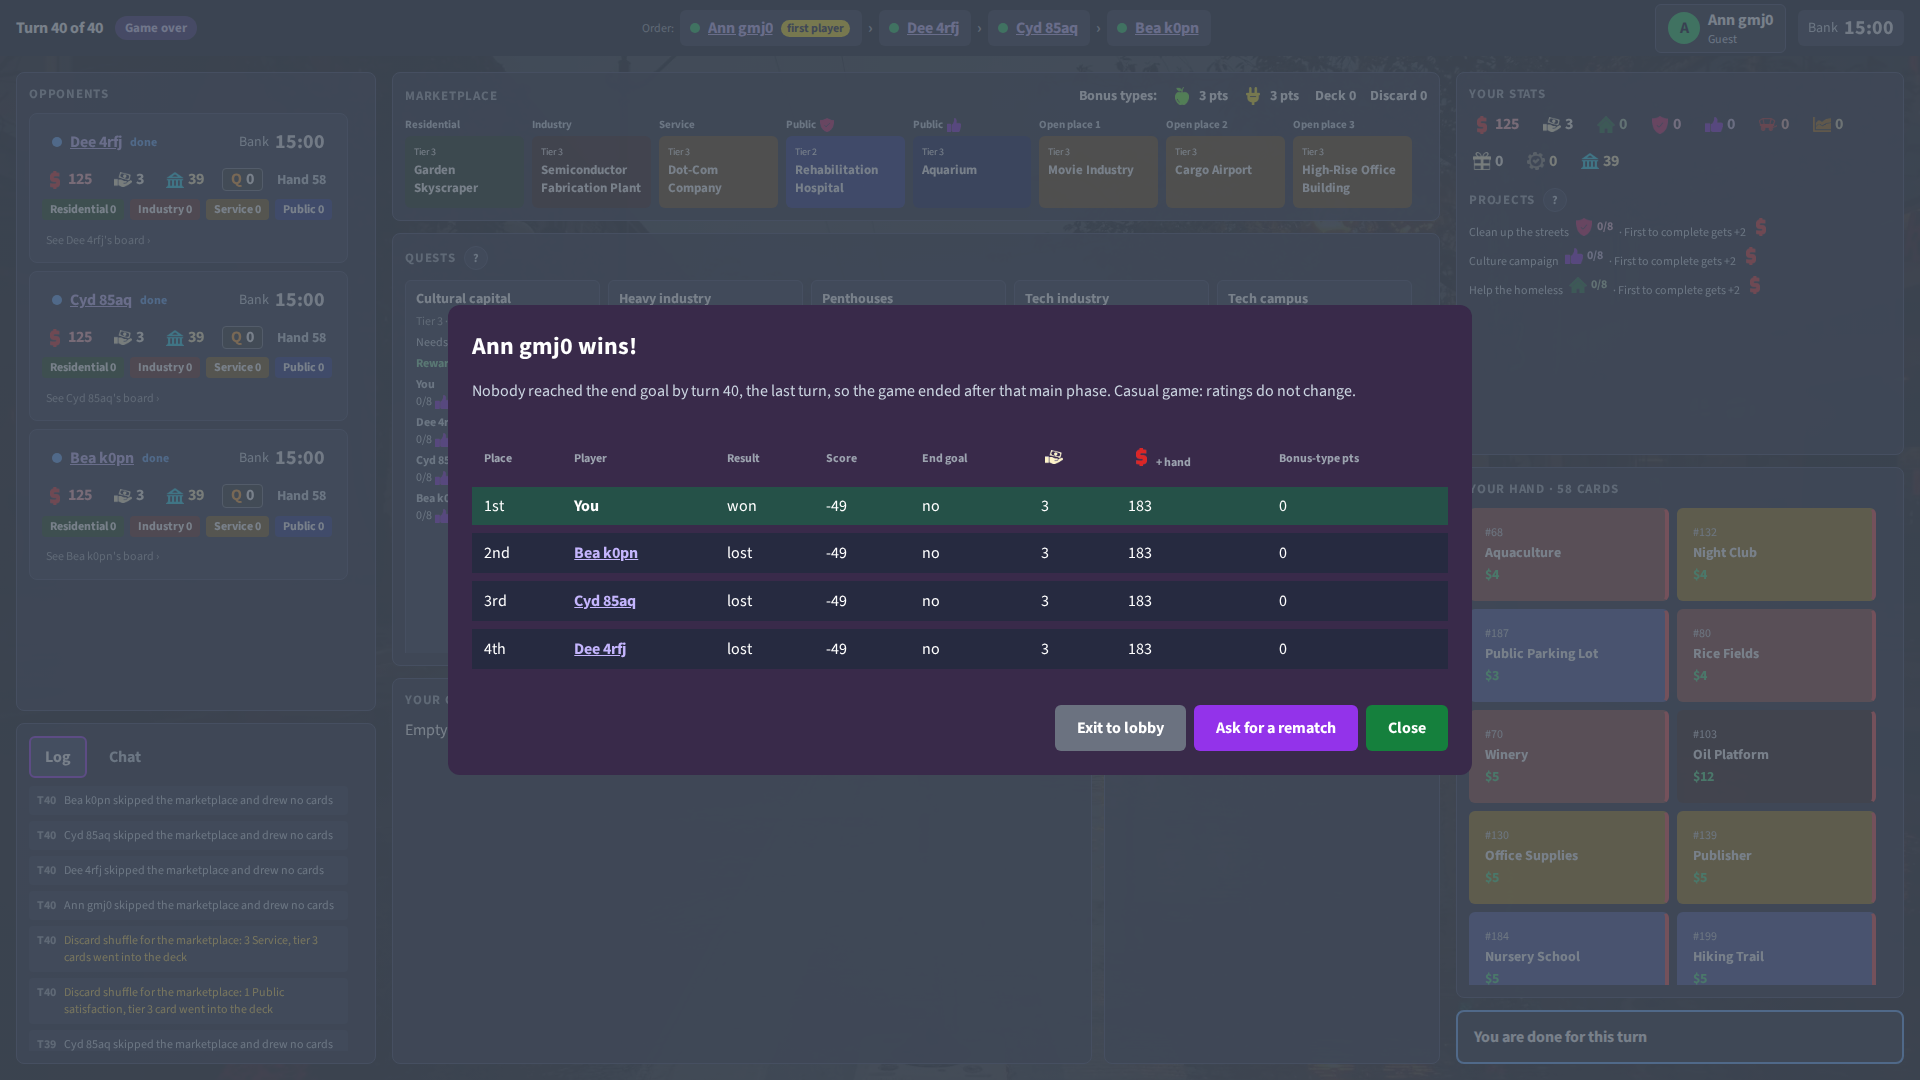 Turn 40 of 40
Game over
Order:
Ann gmj0
first player
›
Dee 4rfj
›
Cyd 85aq
›
Bea k0pn
A
Ann gmj0
Guest
Bank 15:00
OPPONENTS
Dee 4rfj done
Bank 15:00
125
3
39
Q 0
Hand 58
Residential 0
Industry 0
Service 0
Public 0
See Dee 4rfj's board ›
Cyd 85aq done
Bank 15:00
125
3
39
Q 0
Hand 58
Residential 0
Industry 0
Service 0
Public 0
See Cyd 85aq's board ›
Bea k0pn done
Bank 15:00
125
3
39
Q 0
Hand 58
Residential 0
Industry 0
Service 0
Public 0
See Bea k0pn's board ›
Log
Chat
T40 Bea k0pn skipped the marketplace and drew no cards
T40 Cyd 85aq skipped the marketplace and drew no cards
T40 Dee 4rfj skipped the marketplace and drew no cards
T40 Ann gmj0 skipped the marketplace and drew no cards
T40 Discard shuffle for the marketplace: 3 Service, tier 3
cards went into the deck
T40 Discard shuffle for the marketplace: 1 Public
satisfaction, tier 3 card went into the deck
T39 Cyd 85aq skipped the marketplace and drew no cards
MARKETPLACE
Bonus types: 3 pts 3 pts Deck 0 Discard 0
Residential
Tier 3
Garden
Skyscraper
Industry
Tier 3
Semiconductor
Fabrication Plant
Service
Tier 3
Dot-Com
Company
Public
Tier 2
Rehabilitation
Hospital
Public
Tier 3
Aquarium
Open place 1
Tier 3
Movie Industry
Open place 2
Tier 3
Cargo Airport
Open place 3
Tier 3
High-Rise Office
Building
QUESTS ?
Cultural capital
Heavy industry
Penthouses
Tech industry
Tech campus
Tier 3
Needs
You
0/8
0/8
0/8
0/8
Empty
Ann gmj0 wins!
Nobody reached the end goal by turn 40, the last turn, so the game ended after that main phase. Casual game: ratings do not change.
Place Player Result Score End goal + hand Bonus-type pts
1st You won -49 no 3 183 0
2nd Bea k0pn lost -49 no 3 183 0
3rd Cyd 85aq lost -49 no 3 183 0
4th Dee 4rfj lost -49 no 3 183 0
Exit to lobby
Ask for a rematch
Close
YOUR STATS
125 3 0 0 0 0 0
0 0 39
PROJECTS ?
Clean up the streets 0/8 · First to complete gets +2
Culture campaign 0/8 · First to complete gets +2
Help the homeless 0/8 · First to complete gets +2
YOUR HAND · 58 CARDS
#68
Aquaculture
$4
#132
Night Club
$4
#187
Public Parking Lot
$3
#80
Rice Fields
$4
#70
Winery
$5
#103
Oil Platform
$12
#130
Office Supplies
$5
#139
Publisher
$5
#184
Nursery School
$5
#199
Hiking Trail
$5
You are done for this turn